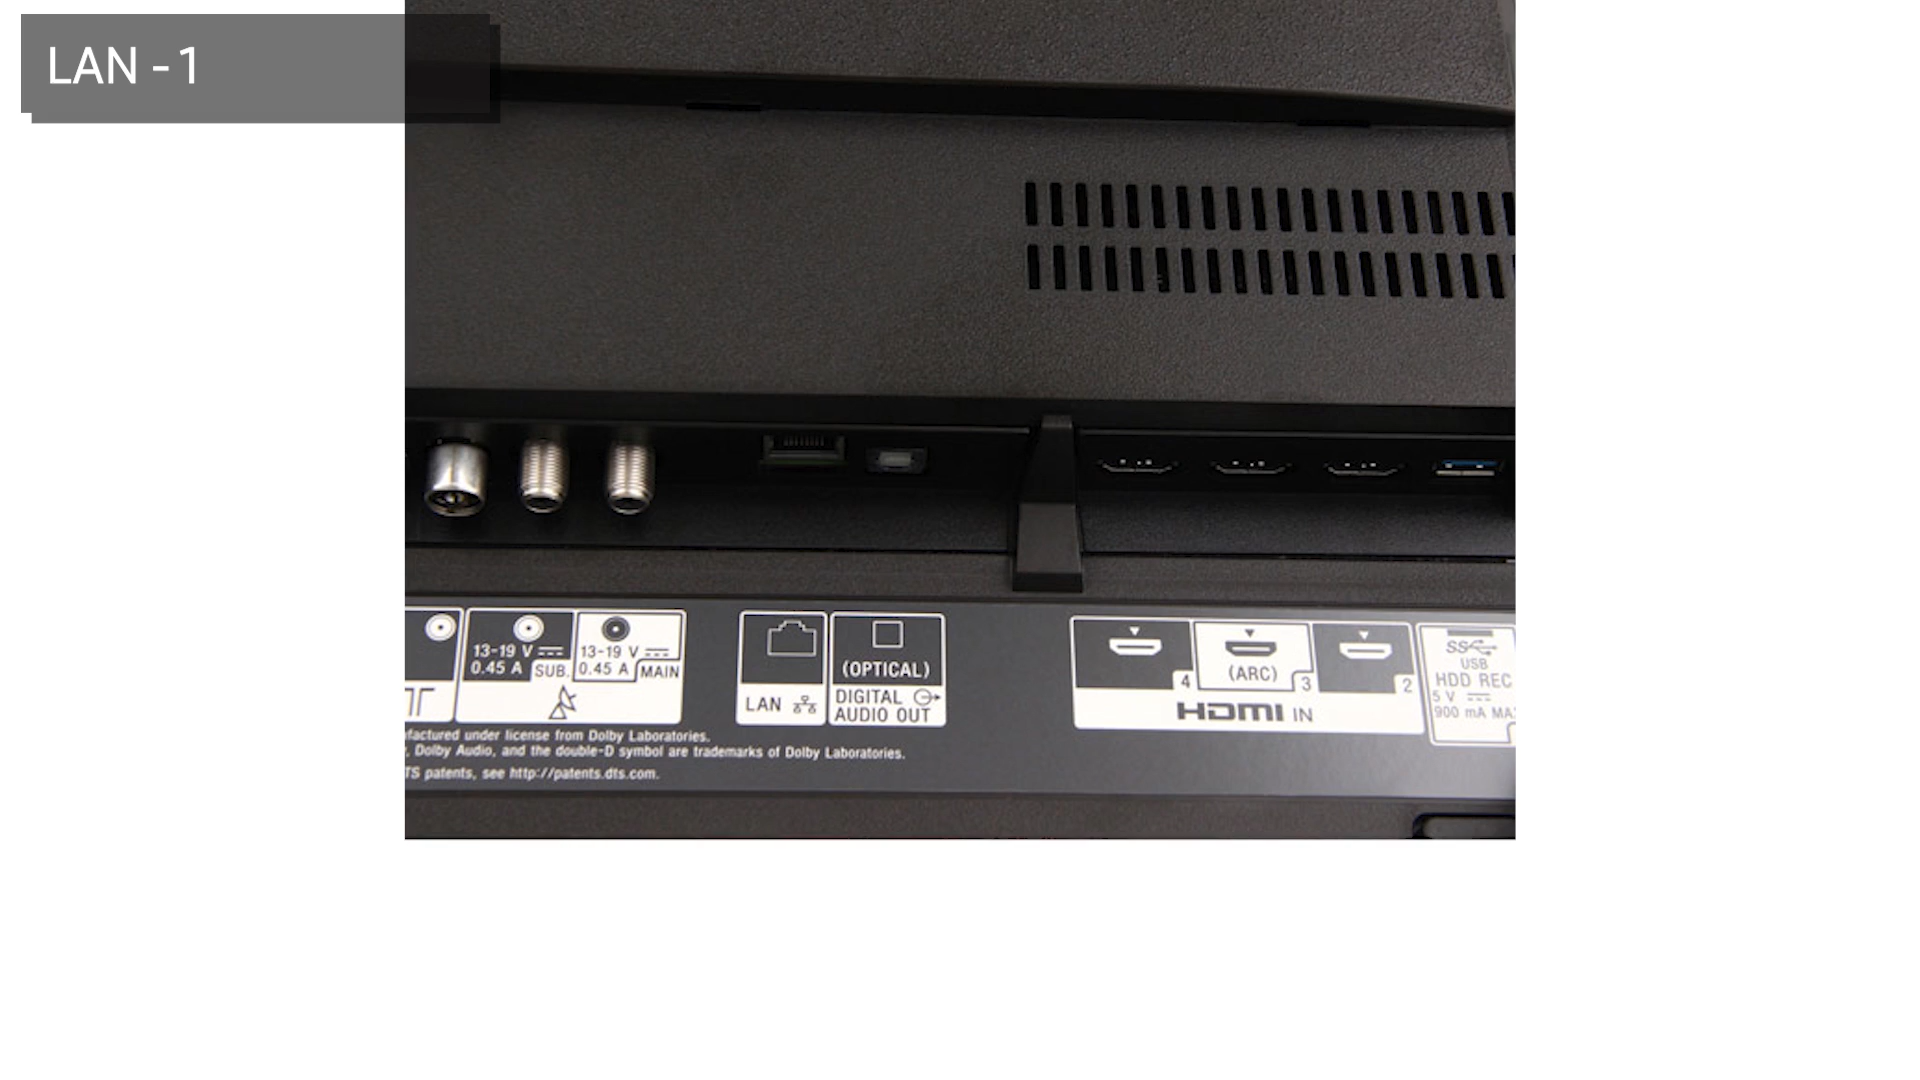 LAN - 1
13-19 V
0.45 A SUB.
13-19 V
0.45 A MAIN
LAN
(OPTICAL)
DIGITAL
AUDIO OUT
4
(ARC)
3
2
HDMI IN
SS
USB
HDD REC
5 V
900 mA
under license from Dolby Laboratories.
, Dolby Audio, and the double-D symbol are trademarks of Dolby Laboratories.
patents, see http://patents.dts.com.